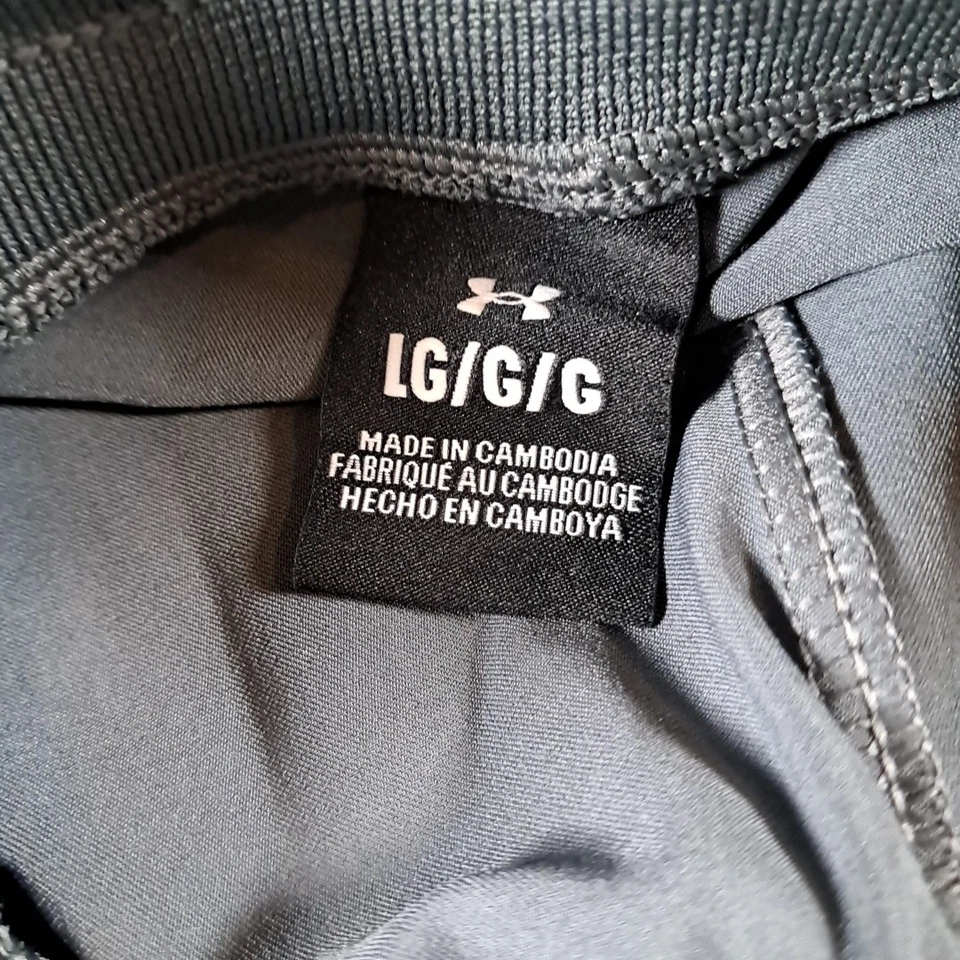 LG/G/G
MADE IN CAMBODIA
FABRIQUÉ AU CAMBODGE
HECHO EN CAMBOYA